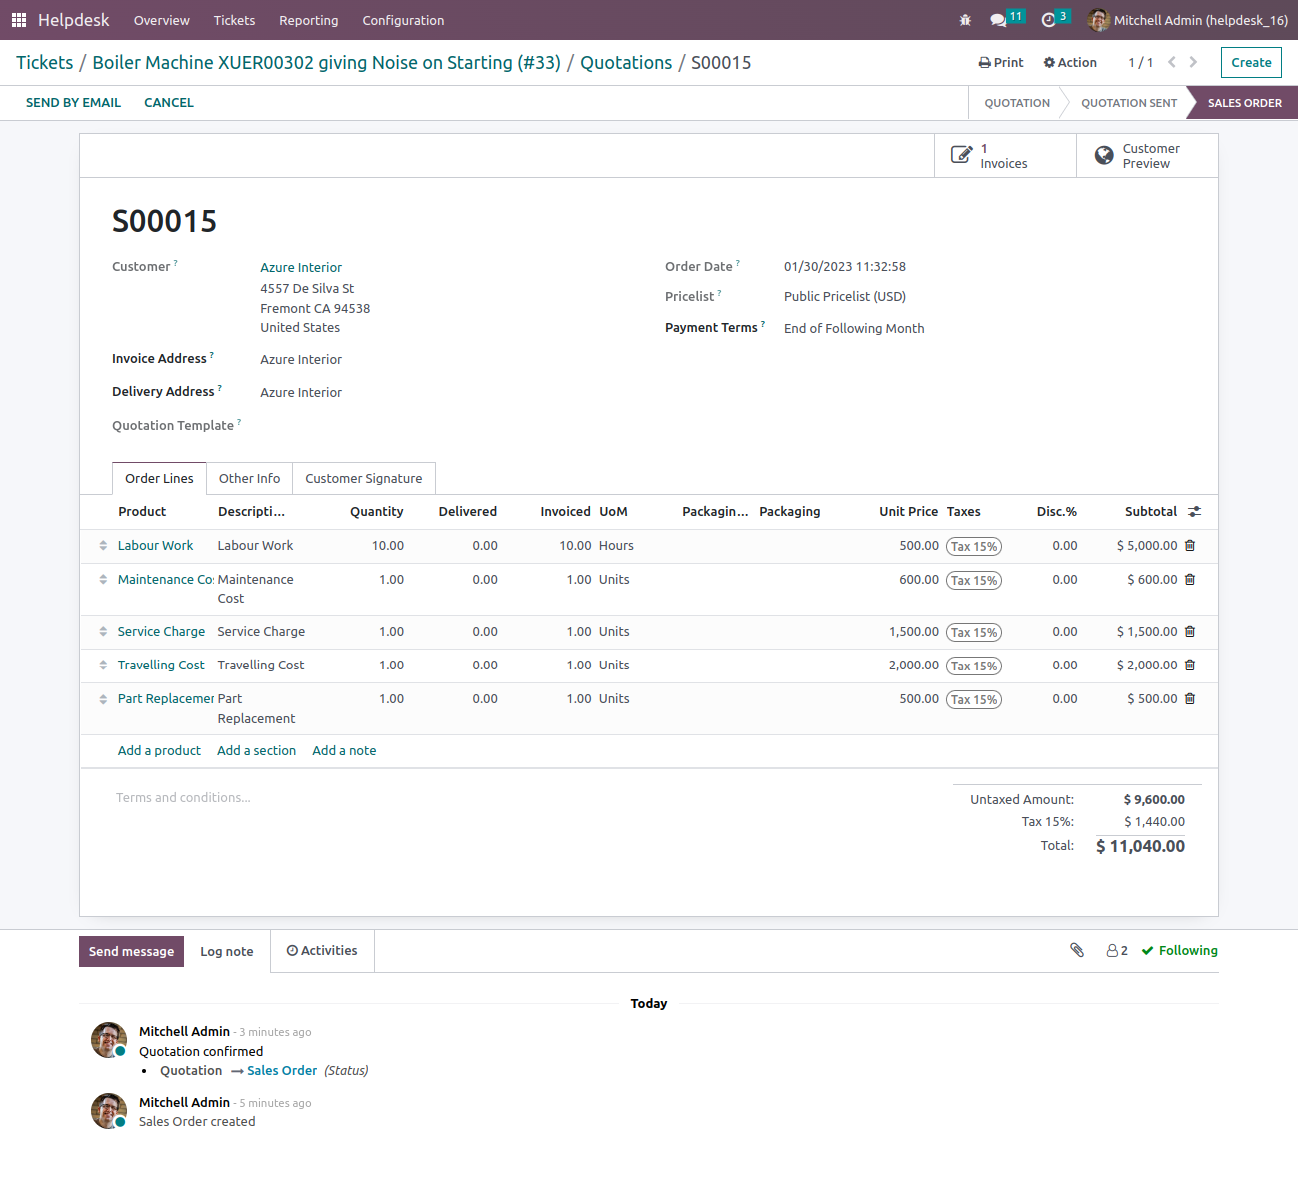 Helpdesk Overview Tickets Reporting Configuration 11 3 Mitchell Admin (helpdesk_16)
Tickets / Boiler Machine XUER00302 giving Noise on Starting (#33) / Quotations / S00015 Print Action 1 / 1 Create
SEND BY EMAIL CANCEL QUOTATION QUOTATION SENT SALES ORDER
1
Invoices
Customer
Preview
S00015
Customer ? Azure Interior
4557 De Silva St
Fremont CA 94538
United States
Invoice Address ? Azure Interior
Delivery Address ? Azure Interior
Quotation Template ?
Order Date ? 01/30/2023 11:32:58
Pricelist ? Public Pricelist (USD)
Payment Terms ? End of Following Month
Order Lines Other Info Customer Signature
Product Descripti... Quantity Delivered Invoiced UoM Packagin... Packaging Unit Price Taxes Disc.% Subtotal
Labour Work Labour Work 10.00 0.00 10.00 Hours 500.00 Tax 15% 0.00 $ 5,000.00
Maintenance Co Maintenance 1.00 0.00 1.00 Units 600.00 Tax 15% 0.00 $ 600.00
Cost
Service Charge Service Charge 1.00 0.00 1.00 Units 1,500.00 Tax 15% 0.00 $ 1,500.00
Travelling Cost Travelling Cost 1.00 0.00 1.00 Units 2,000.00 Tax 15% 0.00 $ 2,000.00
Part Replacemen Part 1.00 0.00 1.00 Units 500.00 Tax 15% 0.00 $ 500.00
Replacement
Add a product Add a section Add a note
Terms and conditions...
Untaxed Amount: $ 9,600.00
Tax 15%: $ 1,440.00
Total: $ 11,040.00
Send message Log note Activities 2 Following
Today
Mitchell Admin - 3 minutes ago
Quotation confirmed
• Quotation → Sales Order (Status)
Mitchell Admin - 5 minutes ago
Sales Order created